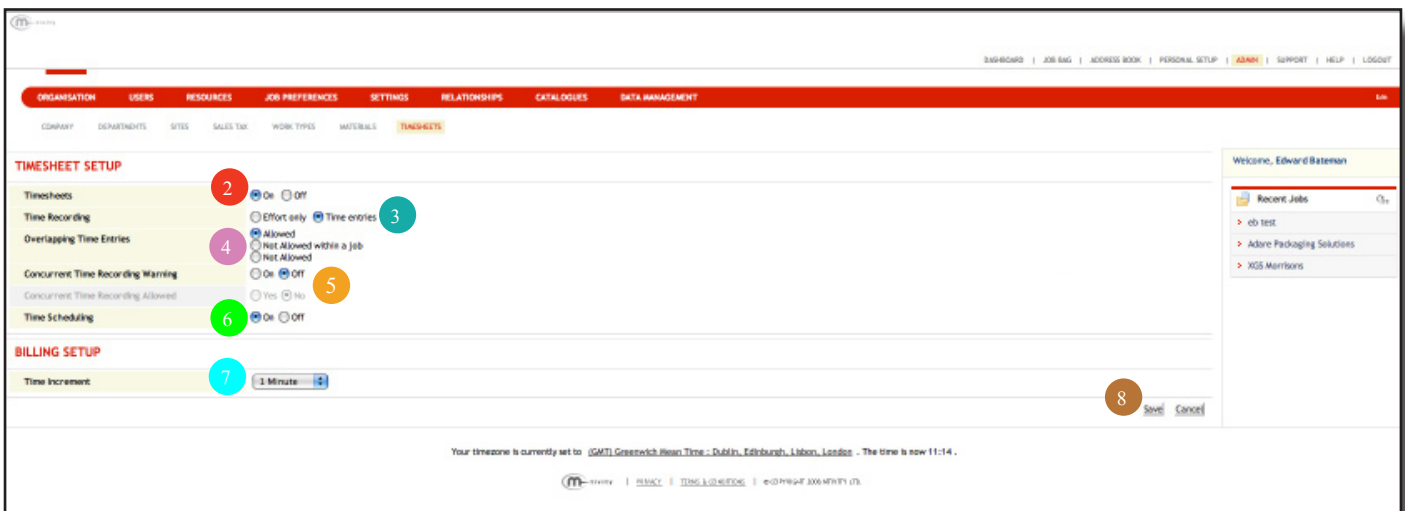 DASHBOARD | JOB BAG | ADDRESS BOOK | PERSONAL SETUP | ADMIN | SUPPORT | HELP | LOGOUT
ORGANISATION USERS RESOURCES JOB PREFERENCES SETTINGS RELATIONSHIPS CATALOGUES DATA MANAGEMENT Edit
COMPANY DEPARTMENTS SITES SALES TAX WORK TYPES MATERIALS TIMESHEETS
TIMESHEET SETUP
Timesheets 2 On Off
Time Recording Effort only Time entries 3
Overlapping Time Entries 4 Allowed
Not Allowed within a job
Not Allowed
Concurrent Time Recording Warning On Off 5
Concurrent Time Recording Allowed Yes No
Time Scheduling 6 On Off
BILLING SETUP
Time Increment 7 1 Minute
8 Save Cancel
Welcome, Edward Bateman
Recent Jobs
> eb test
> Adare Packaging Solutions
> XGS Morrisons
Your timezone is currently set to (GMT) Greenwich Mean Time : Dublin, Edinburgh, Lisbon, London . The time is now 11:14 .
| PRIVACY | TERMS & CONDITIONS | © COPYRIGHT 2008 MTIVITY LTD.